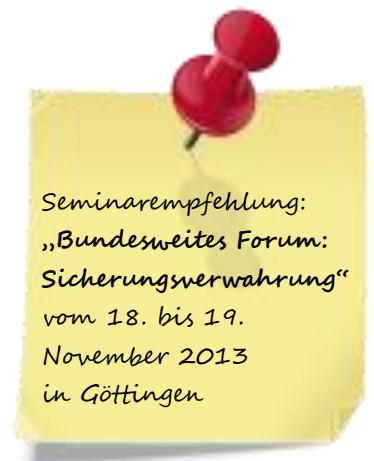 Seminarempfehlung:
„Bundesweites Forum:
Sicherungsverwahrung“
vom 18. bis 19.
November 2013
in Göttingen